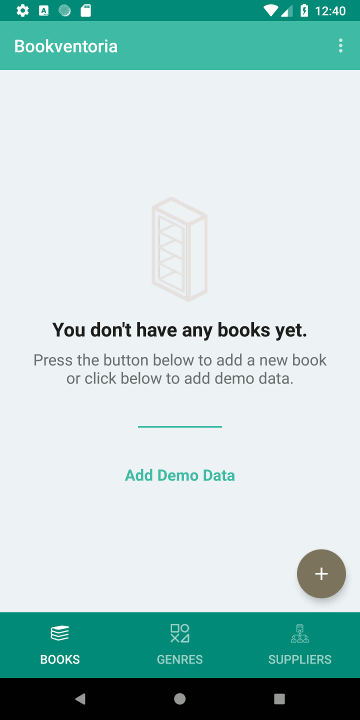 12:40
Bookventoria
You don't have any books yet.
Press the button below to add a new book
or click below to add demo data.
Add Demo Data
BOOKS
GENRES
SUPPLIERS